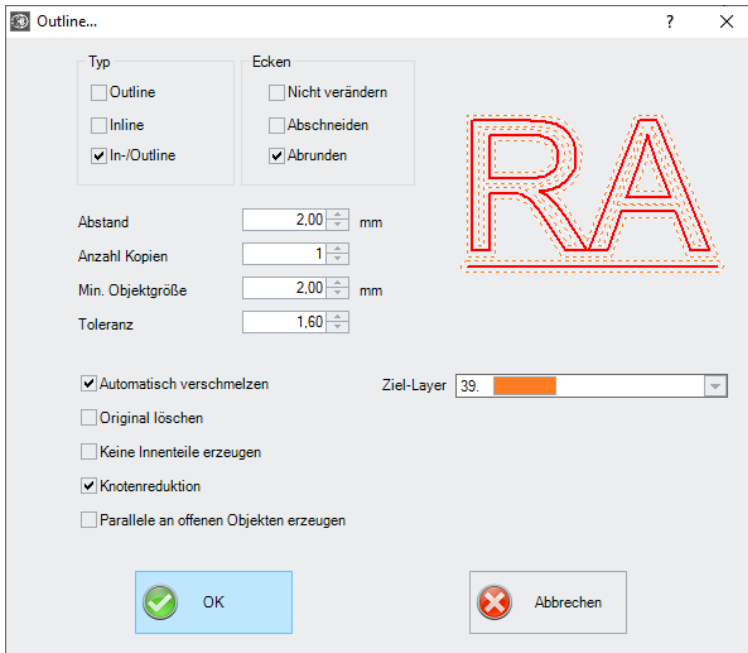 Outline...
?
Typ
Outline
Inline
In-/Outline
Ecken
Nicht verändern
Abschneiden
Abrunden
RA
Abstand 2,00 mm
Anzahl Kopien 1
Min. Objektgröße 2,00 mm
Toleranz 1,60
Automatisch verschmelzen
Original löschen
Keine Innenteile erzeugen
Knotenreduktion
Parallele an offenen Objekten erzeugen
Ziel-Layer 39.
OK
Abbrechen